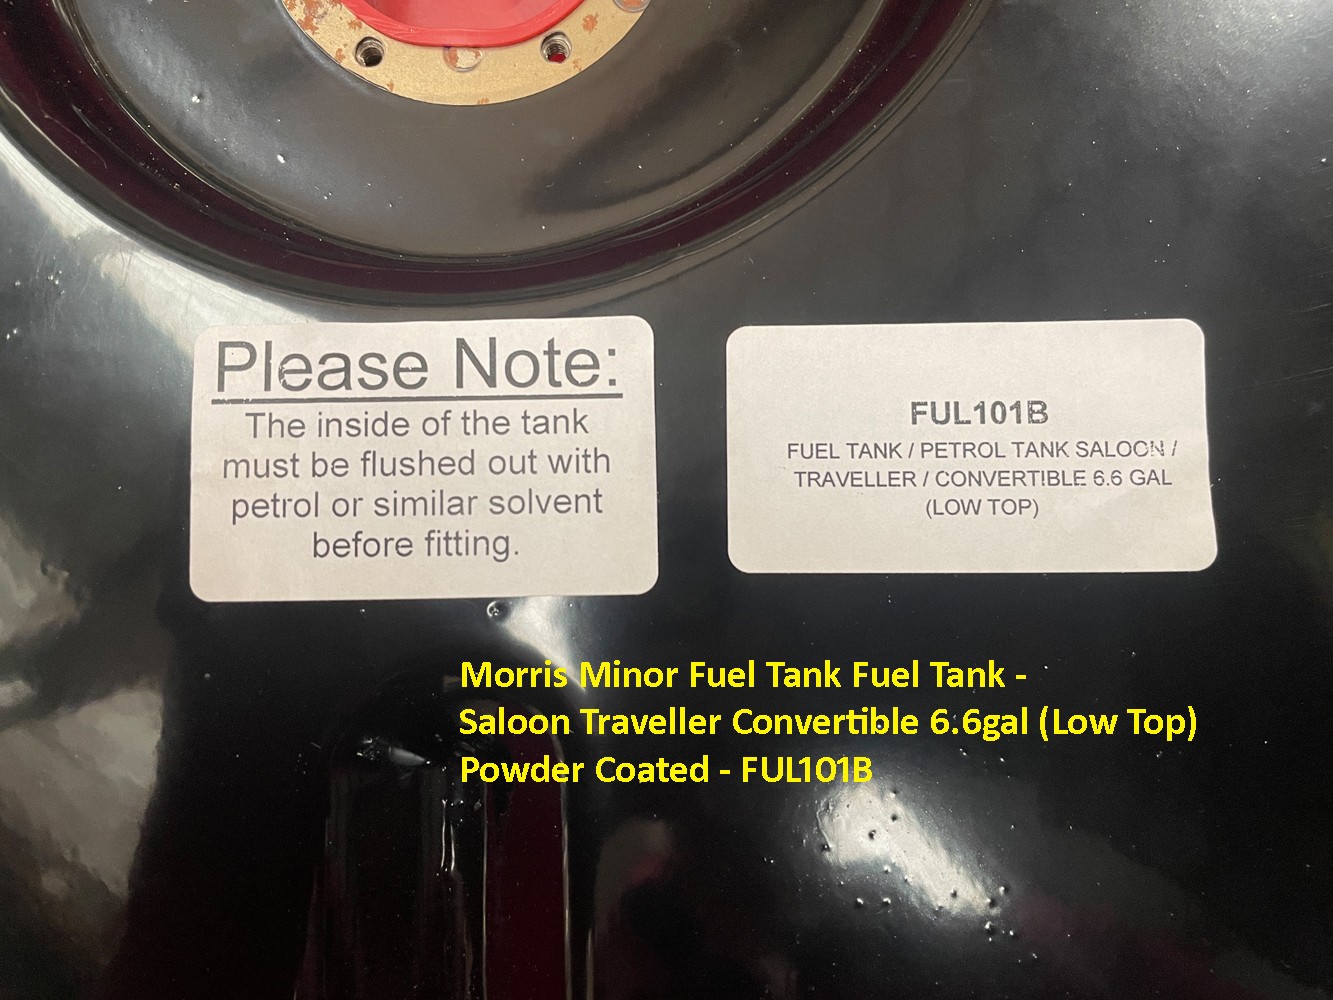 Please Note:
The inside of the tank
must be flushed out with
petrol or similar solvent
before fitting.
FUL101B
FUEL TANK / PETROL TANK SALOON /
TRAVELLER / CONVERTIBLE 6.6 GAL
(LOW TOP)
Morris Minor Fuel Tank Fuel Tank -
Saloon Traveller Convertible 6.6gal (Low Top)
Powder Coated - FUL101B